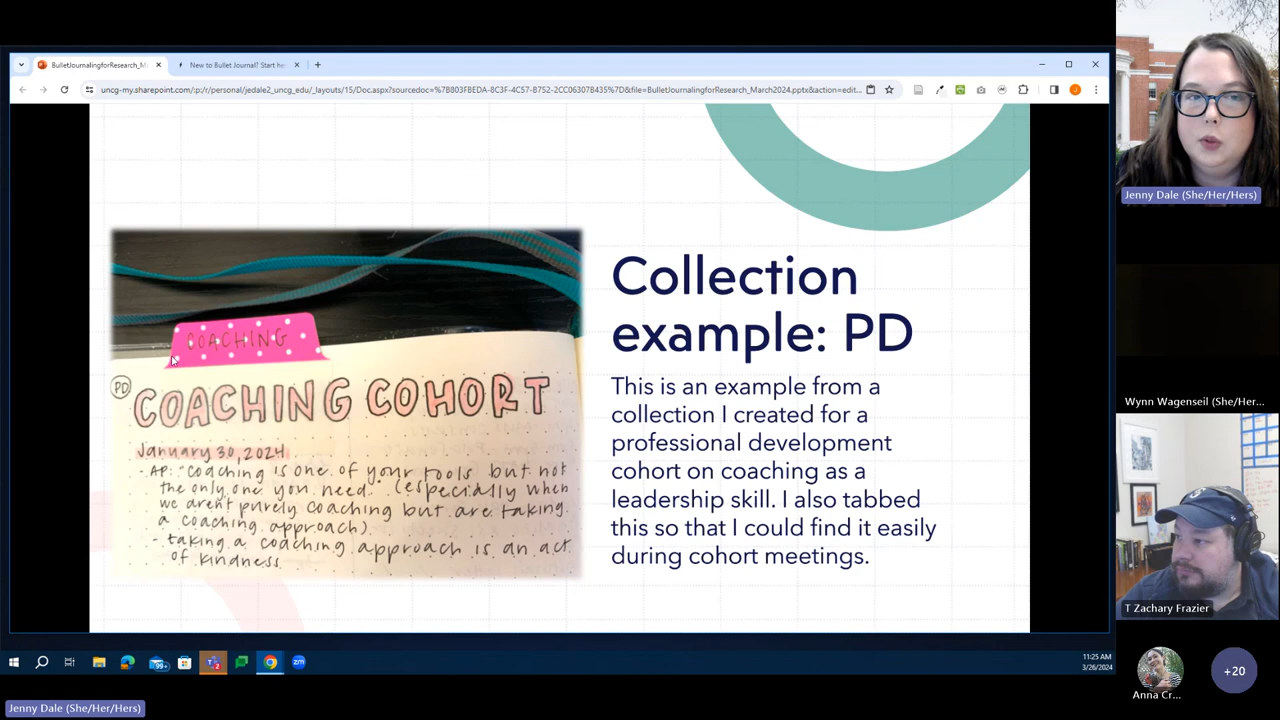 BulletJournalingforResearch_M
New to Bullet Journal? Start he
uncg-my.sharepoint.com/:p:/r/personal/jedale2_uncg_edu/_layouts/15/Doc.aspx?sourcedoc=%7B803FBEDA-8C3F-4C57-B752-2CC06307B435%7D&file=BulletJournalingforResearch_March2024.pptx&action=edit...
COACHING
PD
COACHING COHORT
January 30, 2024
- AP: "Coaching is one of your tools but not
the only one you need." (especially when
we aren't purely coaching but are taking
a coaching approach)
- taking a coaching approach is an act
of kindness.
Collection
example: PD
This is an example from a
collection I created for a
professional development
cohort on coaching as a
leadership skill. I also tabbed
this so that I could find it easily
during cohort meetings.
Jenny Dale (She/Her/Hers)
Wynn Wagenseil (She/Her...
T Zachary Frazier
Anna Cr...
+20
99+
zm
11:25 AM
3/26/2024
Jenny Dale (She/Her/Hers)